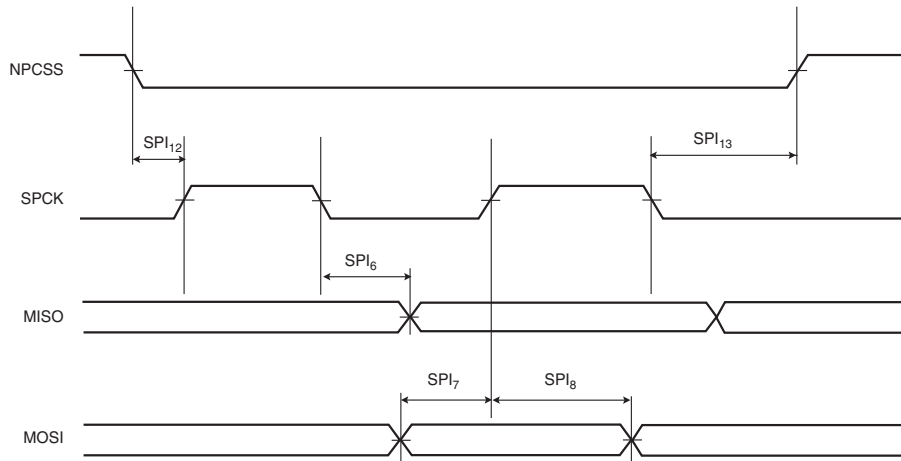 NPCSS
SPI₁₂
SPI₁₃
SPCK
SPI₆
MISO
SPI₇
SPI₈
MOSI